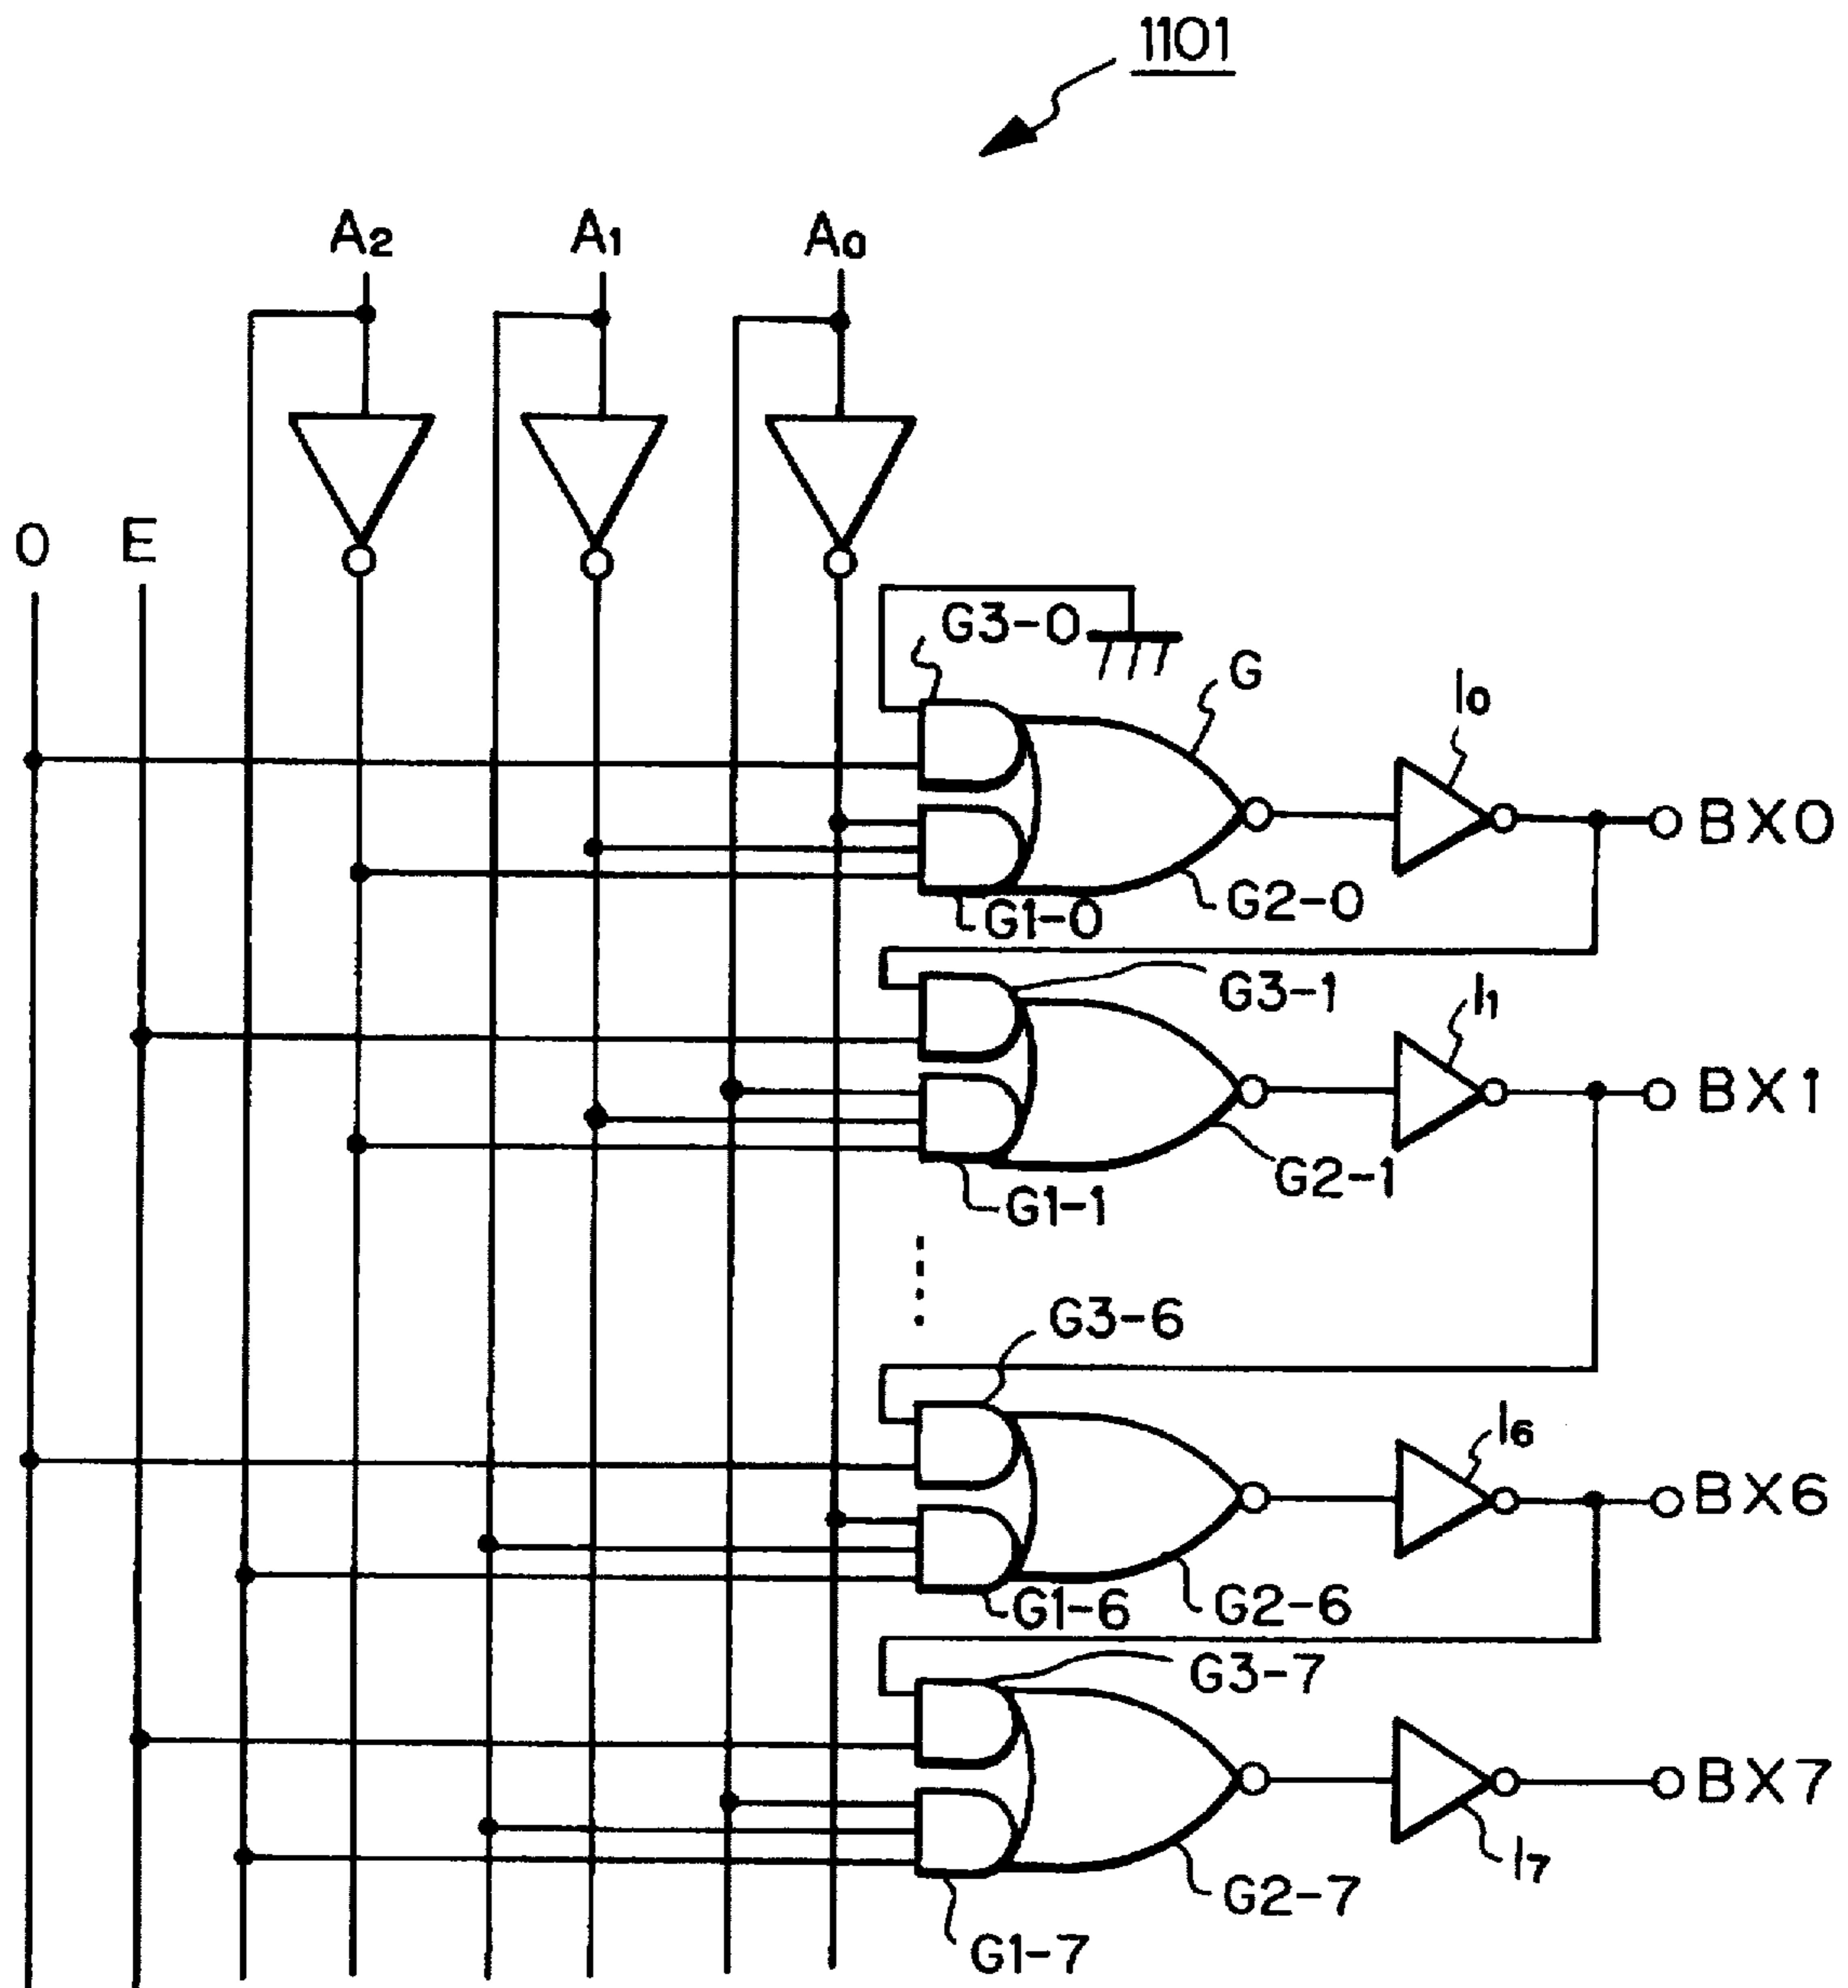 1101
A2 A1 A0
O E
G3-0
G
I0
BX0
G2-0
G1-0
G3-1
I1
BX1
G2-1
G1-1
G3-6
I6
BX6
G1-6
G2-6
G3-7
BX7
I7
G2-7
G1-7